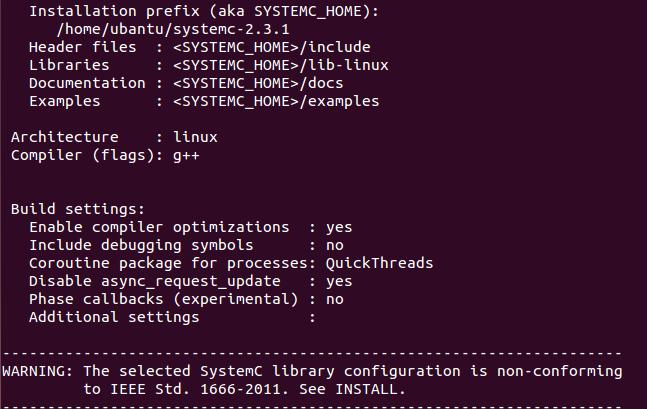 Installation prefix (aka SYSTEMC_HOME):
/home/ubantu/systemc-2.3.1
Header files  : <SYSTEMC_HOME>/include
Libraries     : <SYSTEMC_HOME>/lib-linux
Documentation : <SYSTEMC_HOME>/docs
Examples      : <SYSTEMC_HOME>/examples
Architecture    : linux
Compiler (flags): g++
Build settings:
Enable compiler optimizations  : yes
Include debugging symbols      : no
Coroutine package for processes: QuickThreads
Disable async_request_update   : yes
Phase callbacks (experimental) : no
Additional settings            :
---------------------------------------------------------------------
WARNING: The selected SystemC library configuration is non-conforming
to IEEE Std. 1666-2011. See INSTALL.
---------------------------------------------------------------------